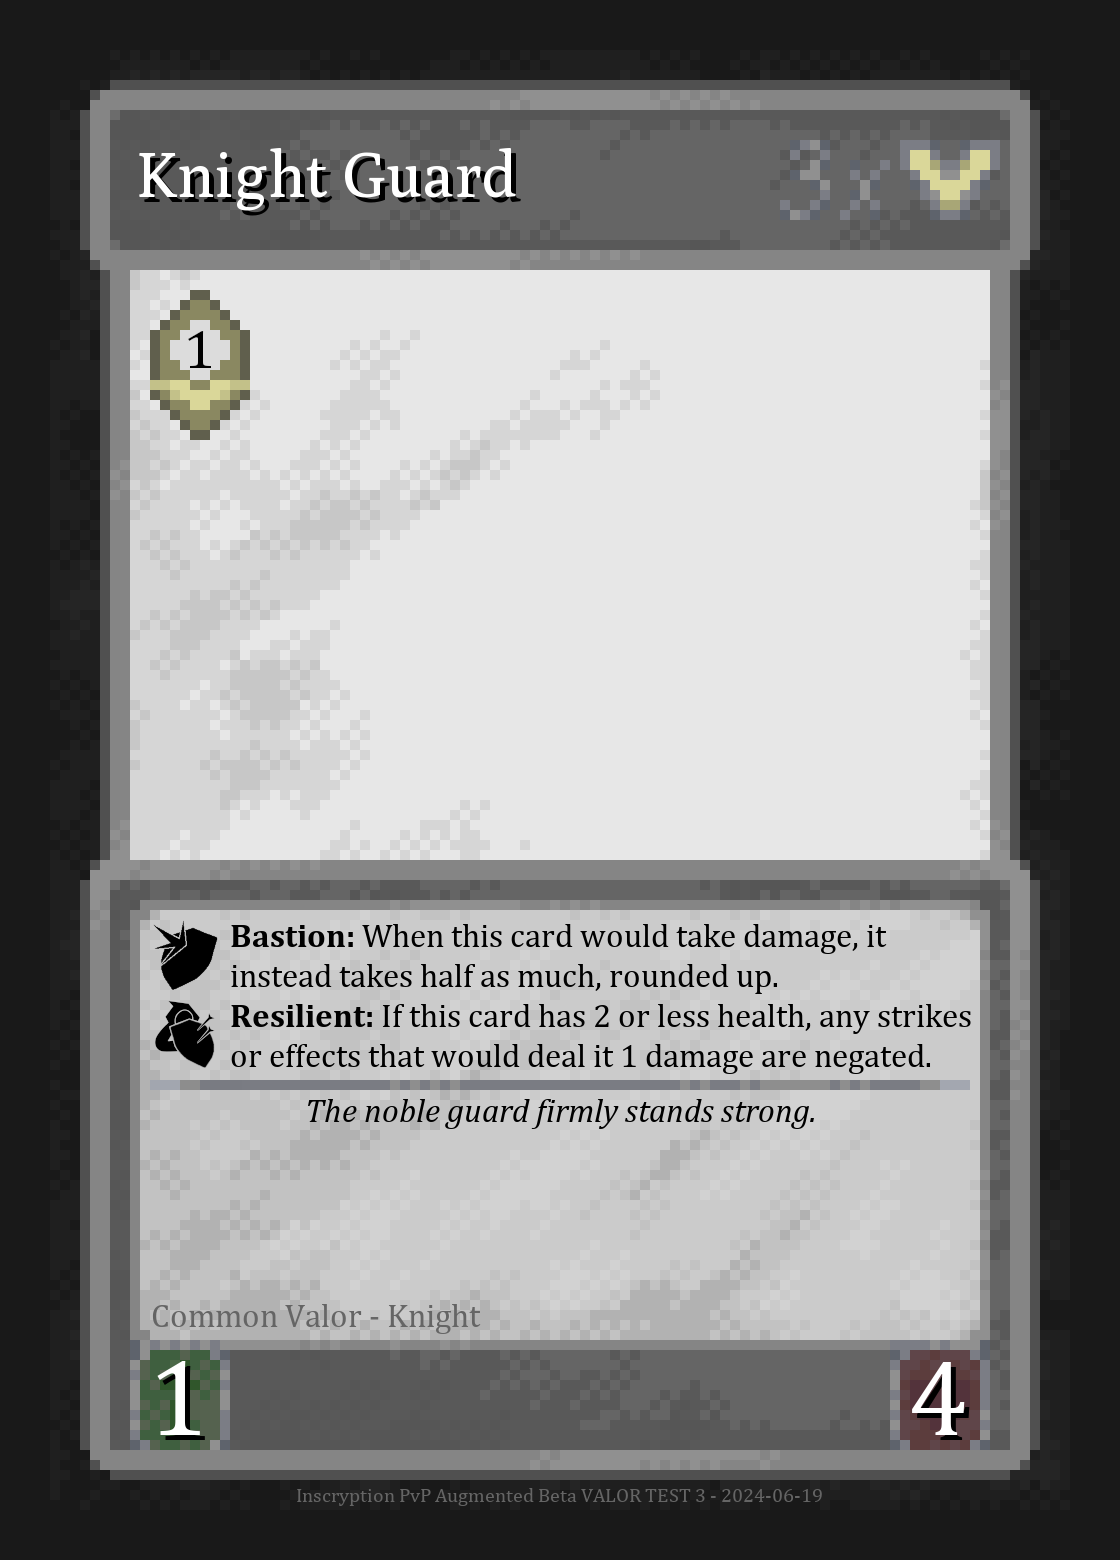 Knight Guard 3x
1
Bastion: When this card would take damage, it
instead takes half as much, rounded up.
Resilient: If this card has 2 or less health, any strikes
or effects that would deal it 1 damage are negated.
The noble guard firmly stands strong.
Common Valor - Knight
1 4
Inscryption PvP Augmented Beta VALOR TEST 3 - 2024-06-19